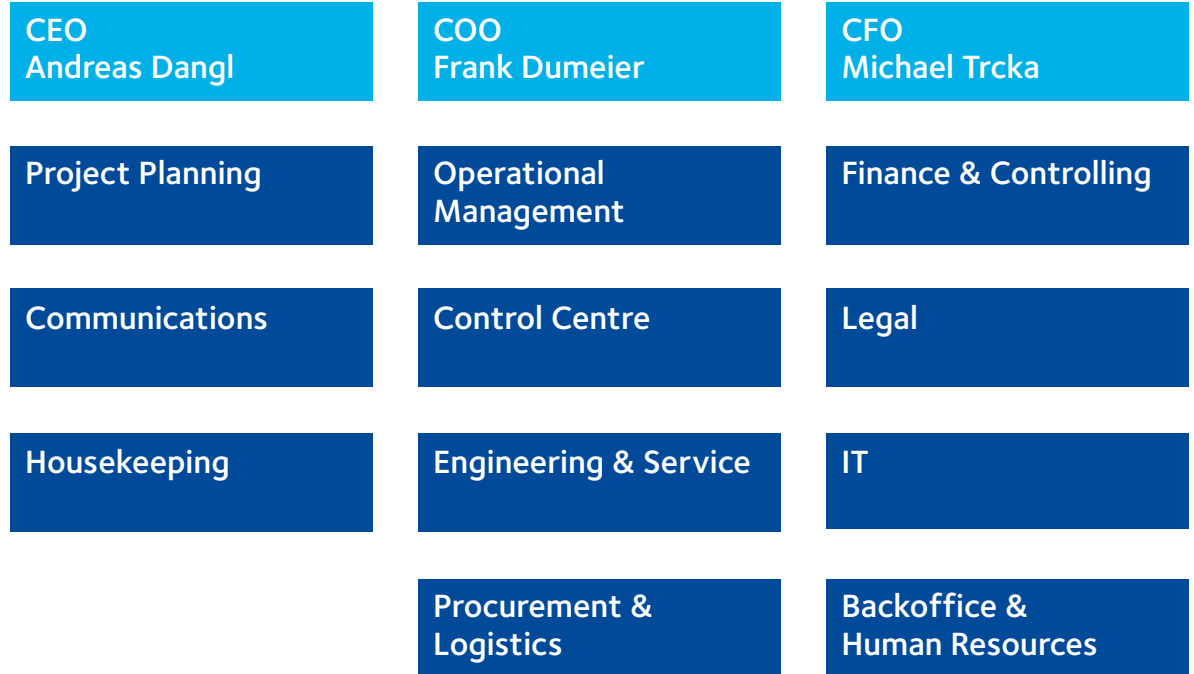 CEO
Andreas Dangl
COO
Frank Dumeier
CFO
Michael Trcka
Project Planning
Operational
Management
Finance & Controlling
Communications
Control Centre
Legal
Housekeeping
Engineering & Service
IT
Procurement &
Logistics
Backoffice &
Human Resources